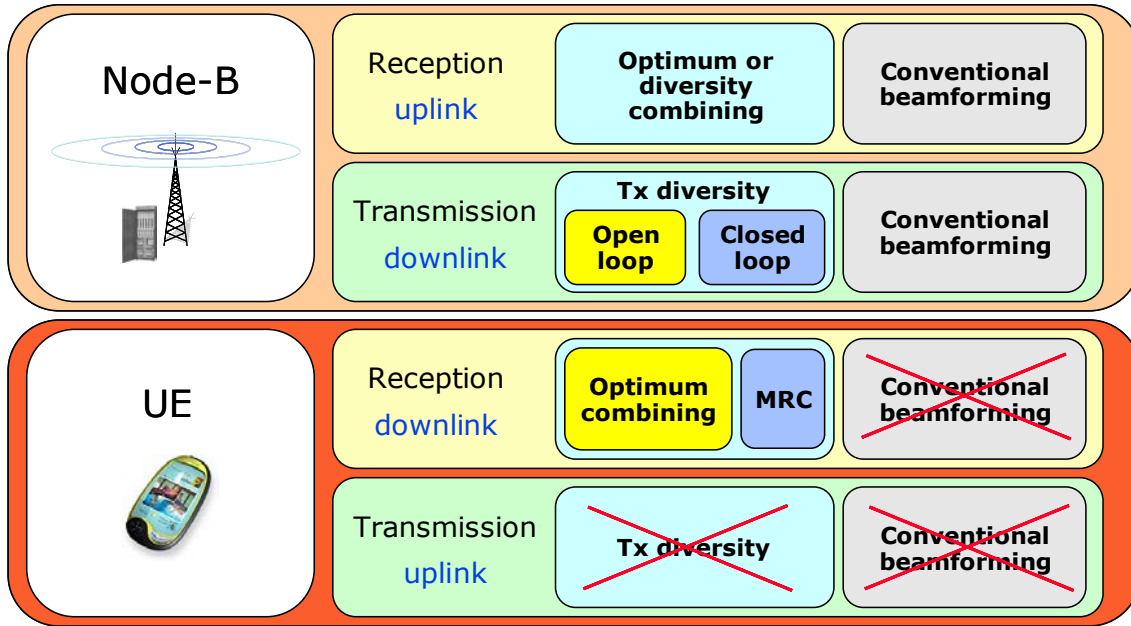 Node-B
Reception
uplink
Optimum or
diversity
combining
Conventional
beamforming
Transmission
downlink
Tx diversity
Open
loop
Closed
loop
Conventional
beamforming
UE
Reception
downlink
Optimum
combining
MRC
Conventional
beamforming
Transmission
uplink
Tx diversity
Conventional
beamforming